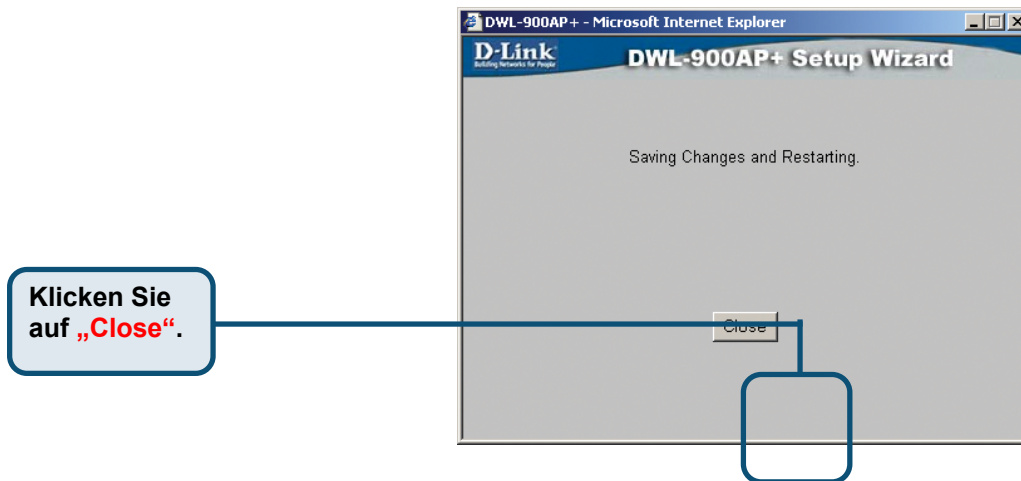 DWL-900AP+ - Microsoft Internet Explorer
D-Link
Building Networks for People
DWL-900AP+ Setup Wizard
Saving Changes and Restarting.
Klicken Sie
auf „Close“.
Close